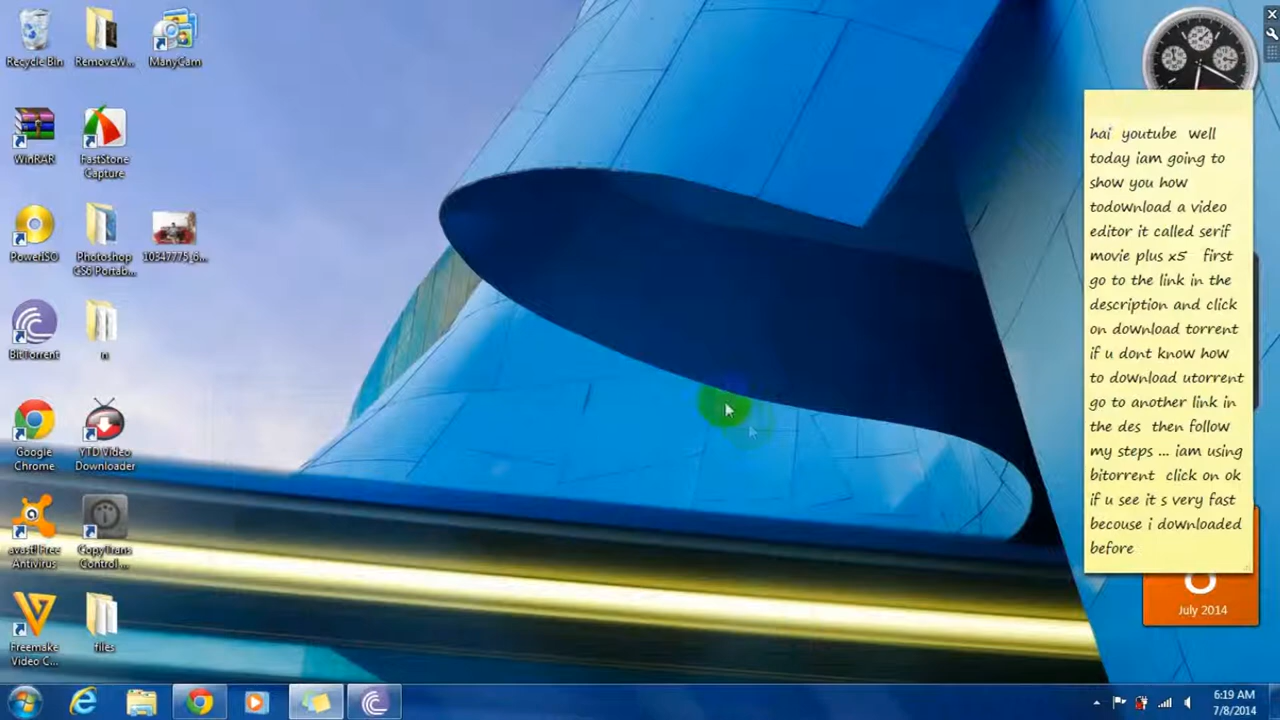 Recycle Bin
RemoveW...
ManyCam
WinRAR
FastStone
Capture
PowerISO
Photoshop
CS6 Portab...
10347775_6...
BitTorrent
n
Google
Chrome
YTD Video
Downloader
avast! Free
Antivirus
CopyTrans
Control ...
Freemake
Video C...
files
hai youtube well
today iam going to
show you how
todownload a video
editor it called serif
movie plus x5 first
go to the link in the
description and click
on download torrent
if u dont know how
to download utorrent
go to another link in
the des then follow
my steps ... iam using
bitorrent click on ok
if u see it s very fast
becouse i downloaded
before
July 2014
6:19 AM
7/8/2014